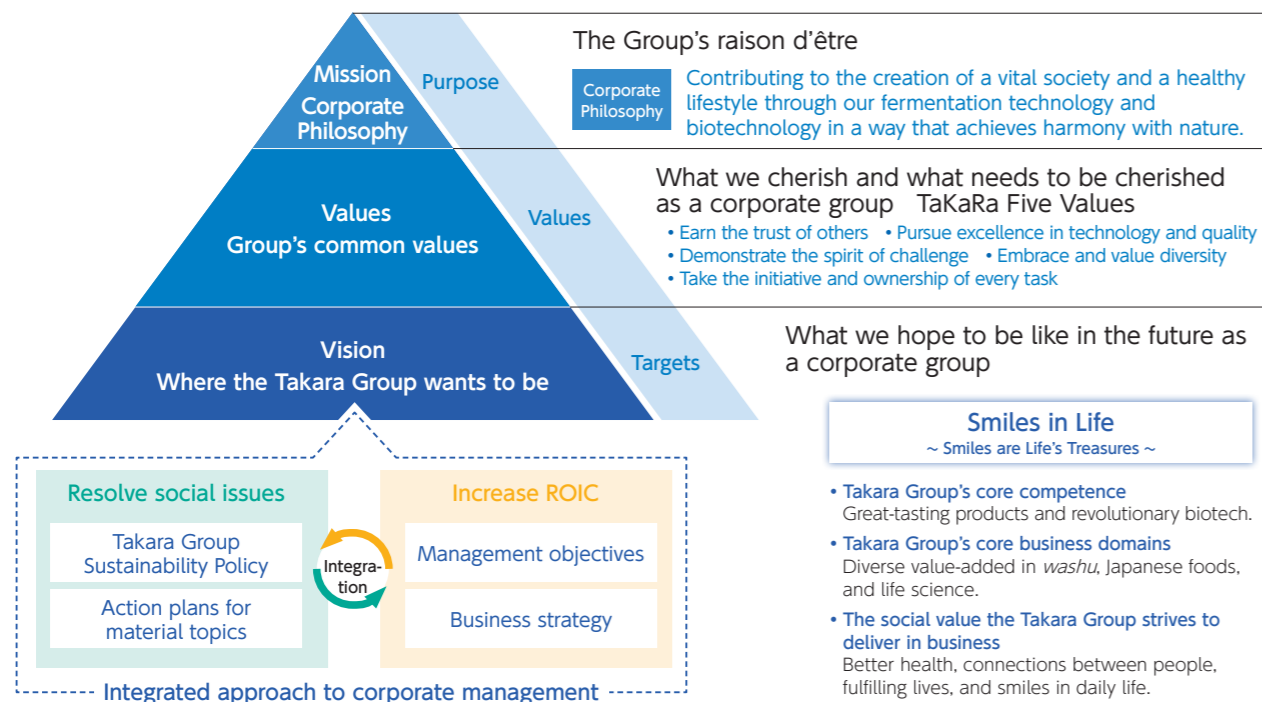 Mission
Corporate
Philosophy
Purpose
The Group's raison d'être
Corporate
Philosophy
Contributing to the creation of a vital society and a healthy
lifestyle through our fermentation technology and
biotechnology in a way that achieves harmony with nature.
Values
Group's common values
Values
What we cherish and what needs to be cherished
as a corporate group TaKaRa Five Values
• Earn the trust of others • Pursue excellence in technology and quality
• Demonstrate the spirit of challenge • Embrace and value diversity
• Take the initiative and ownership of every task
Vision
Where the Takara Group wants to be
Targets
What we hope to be like in the future as
a corporate group
Smiles in Life
~ Smiles are Life's Treasures ~
• Takara Group's core competence
Great-tasting products and revolutionary biotech.
• Takara Group's core business domains
Diverse value-added in washu, Japanese foods,
and life science.
• The social value the Takara Group strives to
deliver in business
Better health, connections between people,
fulfilling lives, and smiles in daily life.
Resolve social issues
Takara Group
Sustainability Policy
Action plans for
material topics
Integra-
tion
Increase ROIC
Management objectives
Business strategy
Integrated approach to corporate management